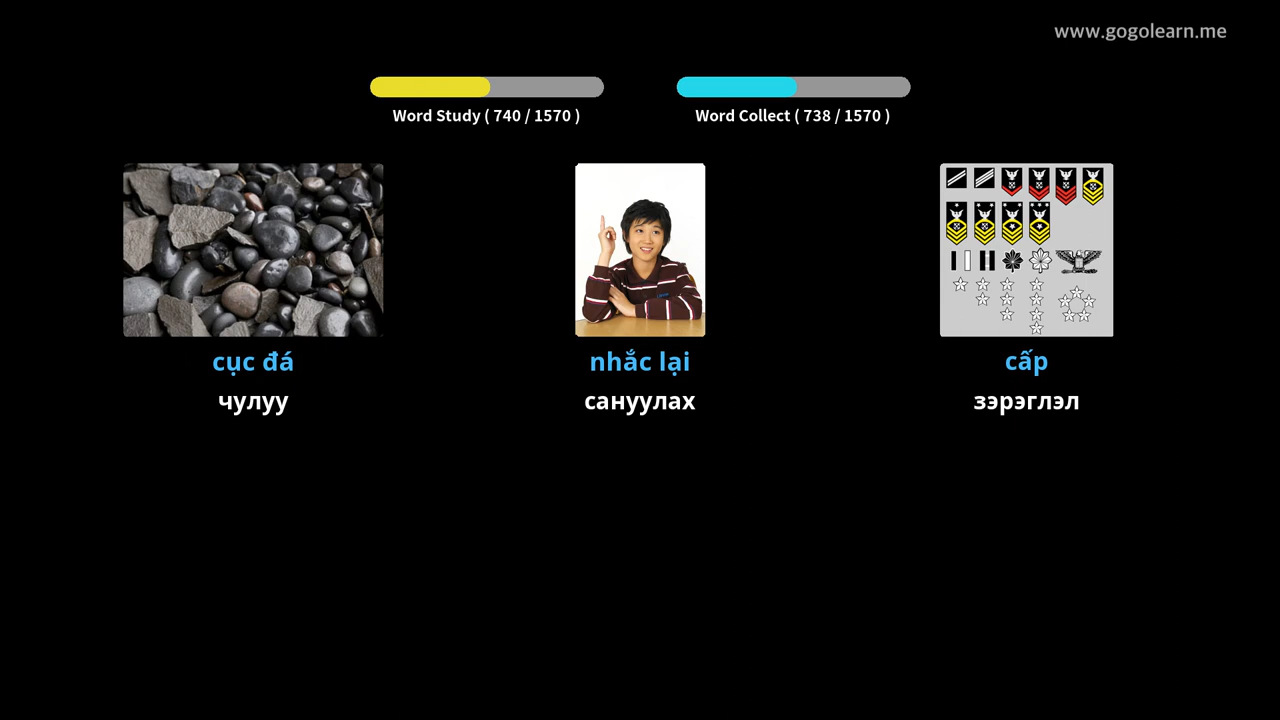 www.gogolearn.me
Word Study ( 740 / 1570 )
Word Collect ( 738 / 1570 )
cục đá
nhắc lại
cấp
чулуу
сануулах
зэрэглэл